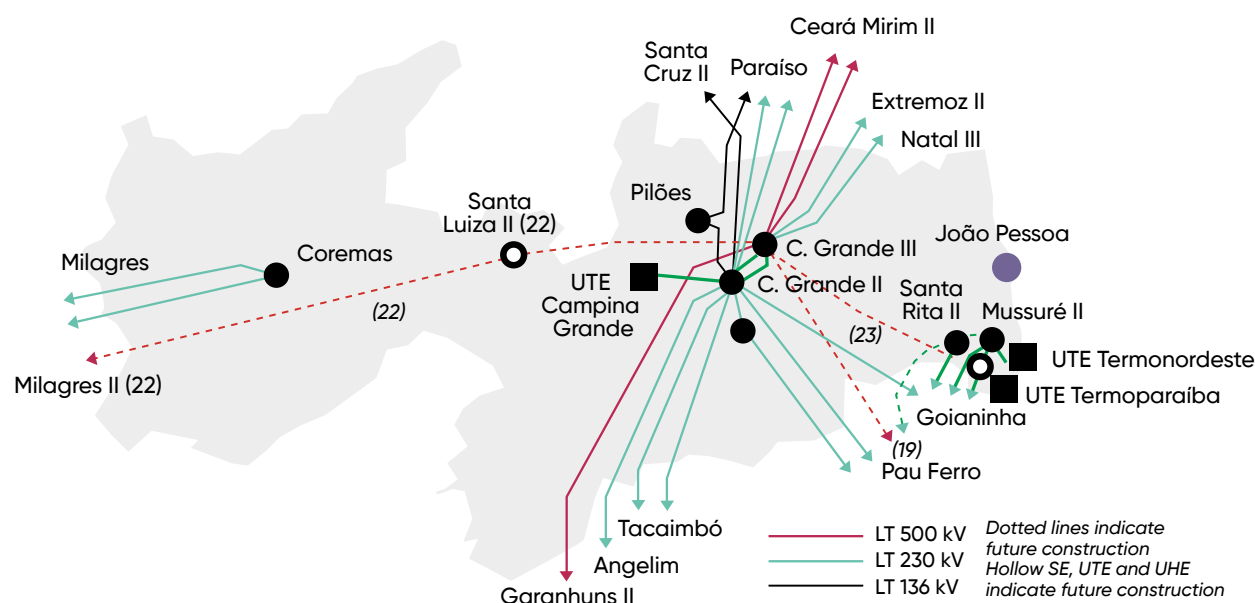 Ceará Mirim II
Santa
Cruz II
Paraíso
Extremoz II
Natal III
Pilões
Santa
Luiza II (22)
Coremas
Milagres
(22)
Milagres II (22)
UTE
Campina
Grande
C. Grande III
C. Grande II
João Pessoa
Santa
Rita II
Mussuré II
(23)
UTE Termonordeste
UTE Termoparaíba
Goianinha
(19)
Pau Ferro
Tacaimbó
Angelim
Garanhuns II
LT 500 kV
LT 230 kV
LT 136 kV
Dotted lines indicate
future construction
Hollow SE, UTE and UHE
indicate future construction